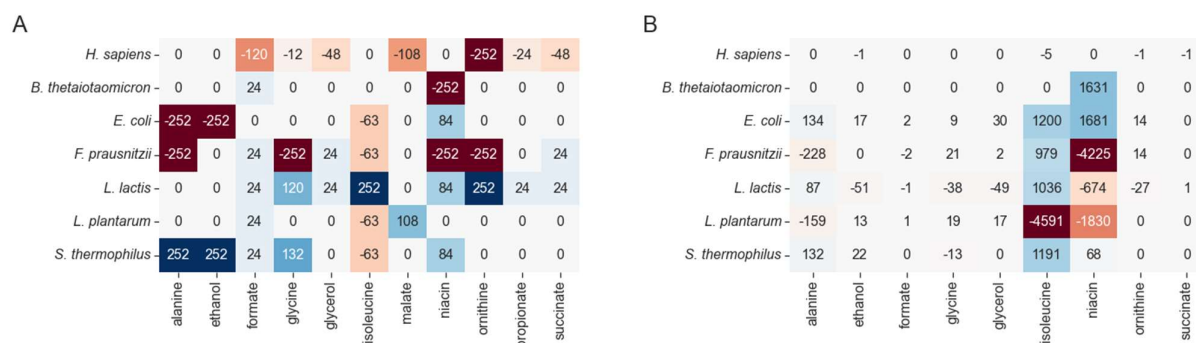 A
H. sapiens 0 0 -120 -12 -48 0 -108 0 -252 -24 -48
B. thetaiotaomicron 0 0 24 0 0 0 0 -252 0 0 0
E. coli -252 -252 0 0 0 -63 0 84 0 0 0
F. prausnitzii -252 0 24 -252 24 -63 0 -252 -252 0 24
L. lactis 0 0 24 120 24 252 0 84 252 24 24
L. plantarum 0 0 24 0 0 -63 108 0 0 0 0
S. thermophilus 252 252 24 132 0 -63 0 84 0 0 0
alanine
ethanol
formate
glycine
glycerol
isoleucine
malate
niacin
ornithine
propionate
succinate
B
H. sapiens 0 -1 0 0 0 -5 0 -1 -1
B. thetaiotaomicron 0 0 0 0 0 0 1631 0 0
E. coli 134 17 2 9 30 1200 1681 14 0
F. prausnitzii -228 0 -2 21 2 979 -4225 14 0
L. lactis 87 -51 -1 -38 -49 1036 -674 -27 1
L. plantarum -159 13 1 19 17 -4591 -1830 0 0
S. thermophilus 132 22 0 -13 0 1191 68 0 0
alanine
ethanol
formate
glycine
glycerol
isoleucine
niacin
ornithine
succinate